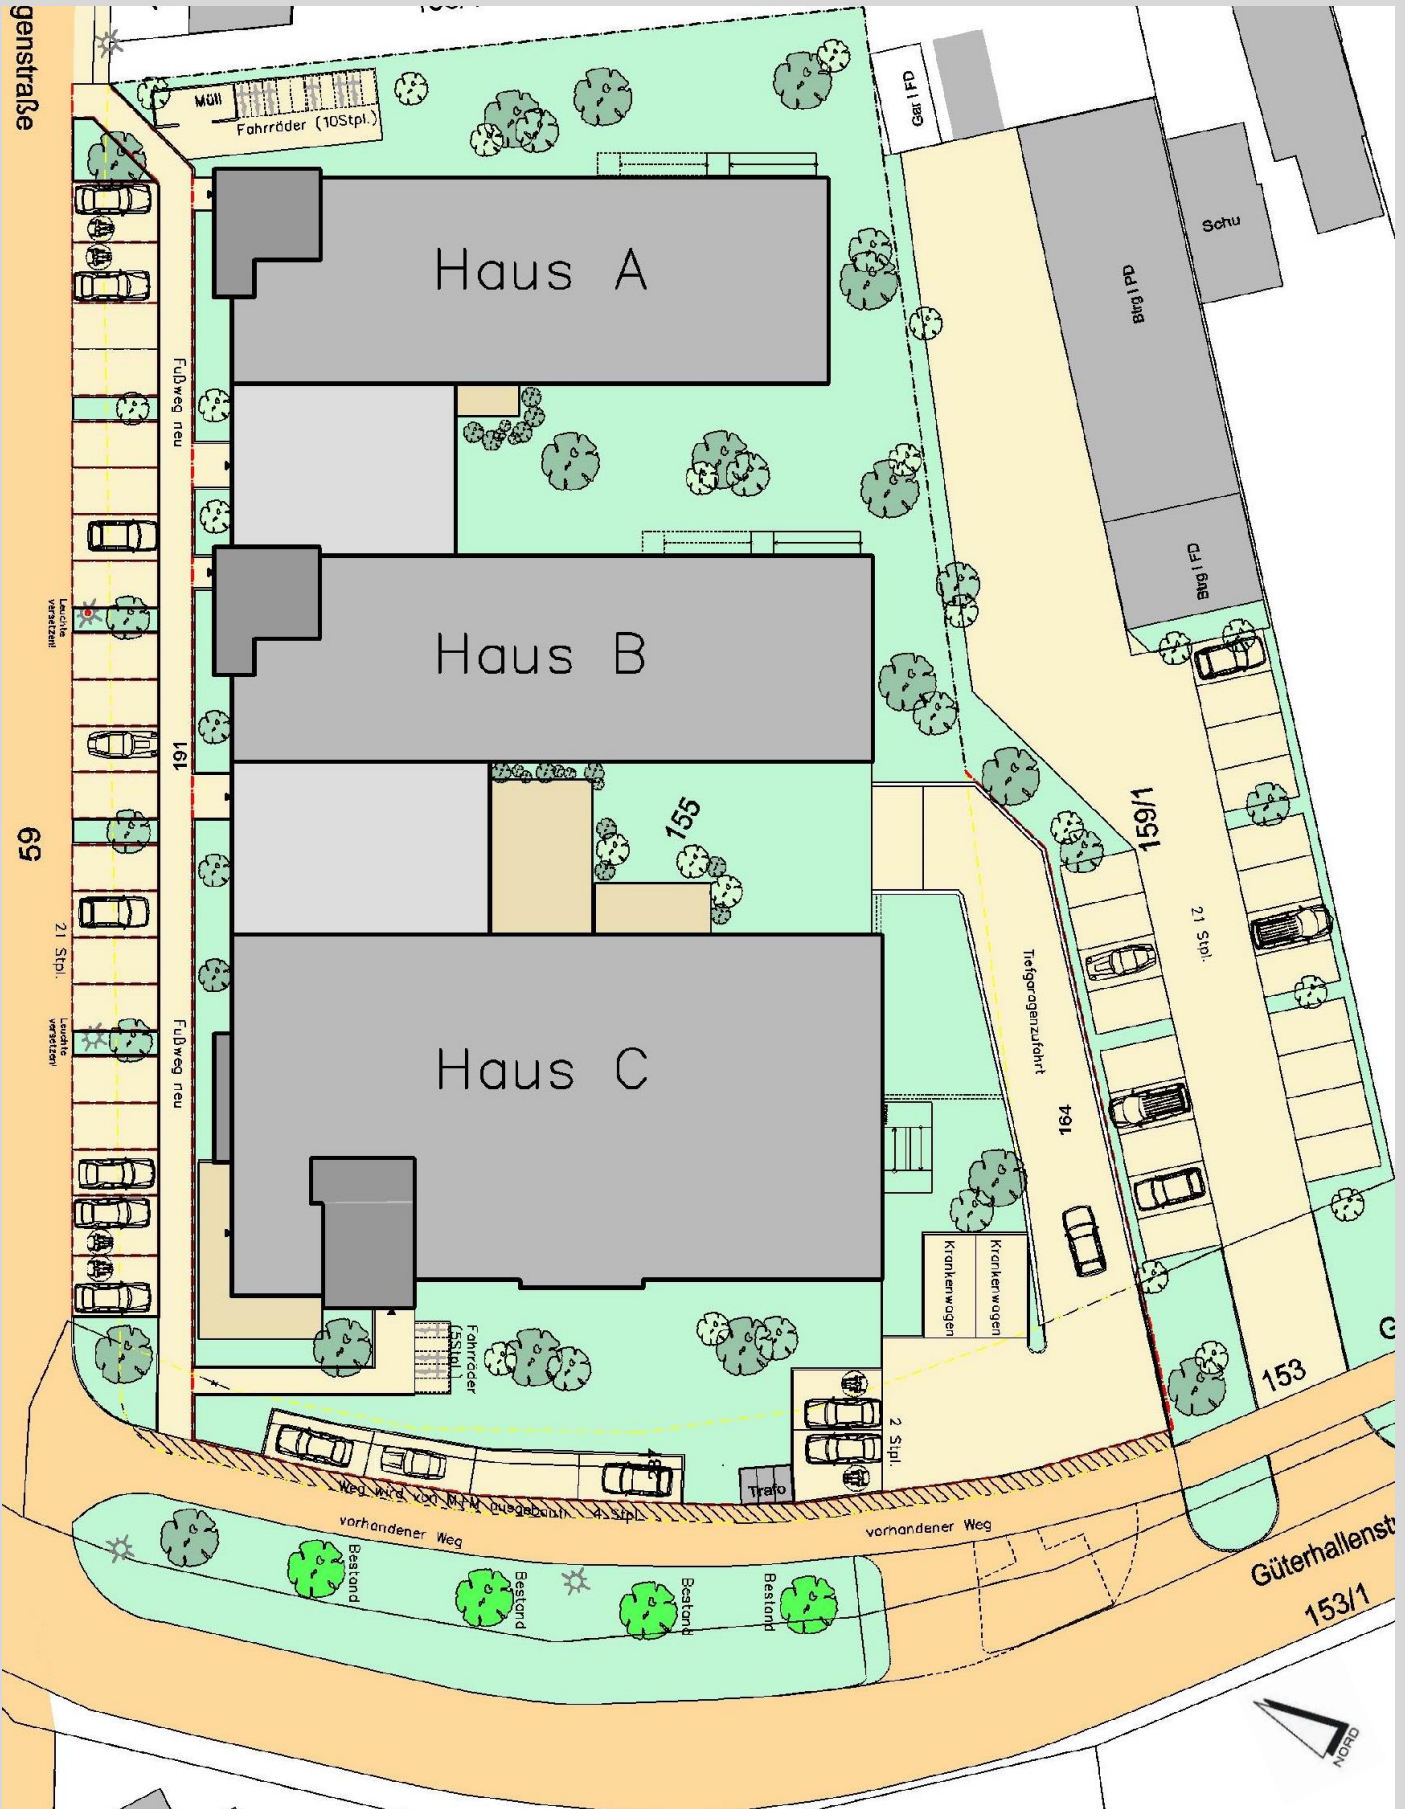 genstraße
Müll
Fahrräder (10Stpl.)
Gar I FD
Schu
Haus A
Btrg I PD
Fußweg neu
Btrg I FD
Leuchte
versetzen!
Haus B
191
155
159/1
59
21 Stpl.
21 Stpl.
Tiefgaragenzufahrt
Leuchte
versetzen!
Fußweg neu
Haus C
164
Krankenwagen
Krankenwagen
Fahrräder
(5Stpl.)
G
153
2 Stpl.
Trafo
Weg wird von MTM ausgebaut! 4 Stpl.
vorhandener Weg
vorhandener Weg
Bestand
Bestand
Bestand
Bestand
Güterhallenst
153/1
NORD